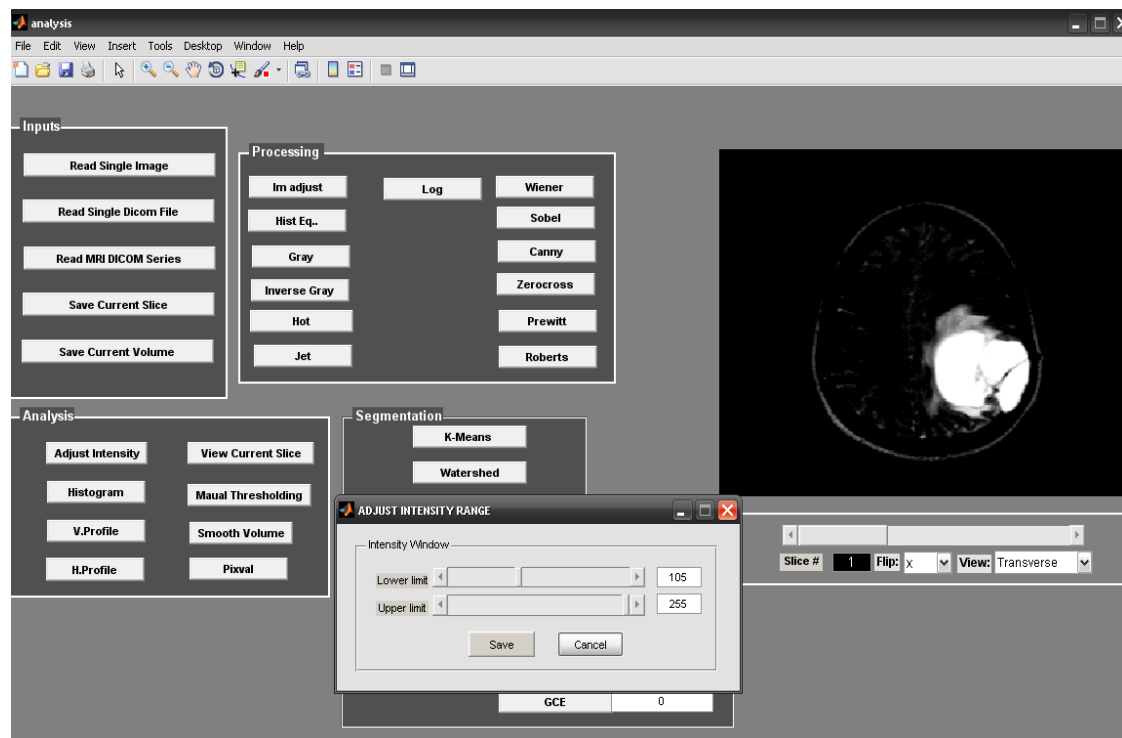 analysis
File Edit View Insert Tools Desktop Window Help
Inputs
Read Single Image
Read Single Dicom File
Read MRI DICOM Series
Save Current Slice
Save Current Volume
Processing
Im adjust
Log
Wiener
Hist Eq..
Sobel
Gray
Canny
Inverse Gray
Zerocross
Hot
Prewitt
Jet
Roberts
Analysis
Adjust Intensity
View Current Slice
Histogram
Maual Thresholding
V.Profile
Smooth Volume
H.Profile
Pixval
Segmentation
K-Means
Watershed
ADJUST INTENSITY RANGE
Intensity Window
Lower limit 105
Upper limit 255
Save Cancel
GCE 0
Slice # 1 Flip: x View: Transverse